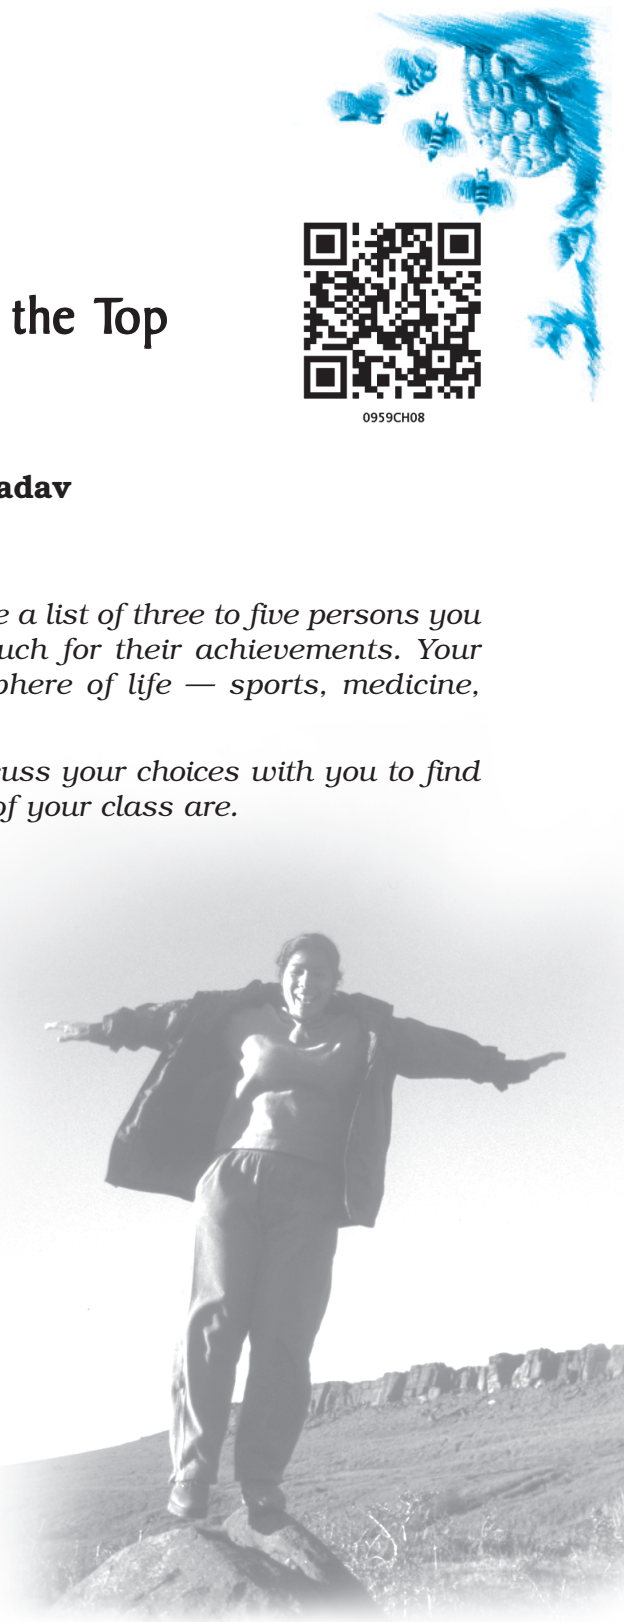 the Top
0959CH08
adav
e a list of three to five persons you
uch for their achievements. Your
phere of life — sports, medicine,
cuss your choices with you to find
of your class are.